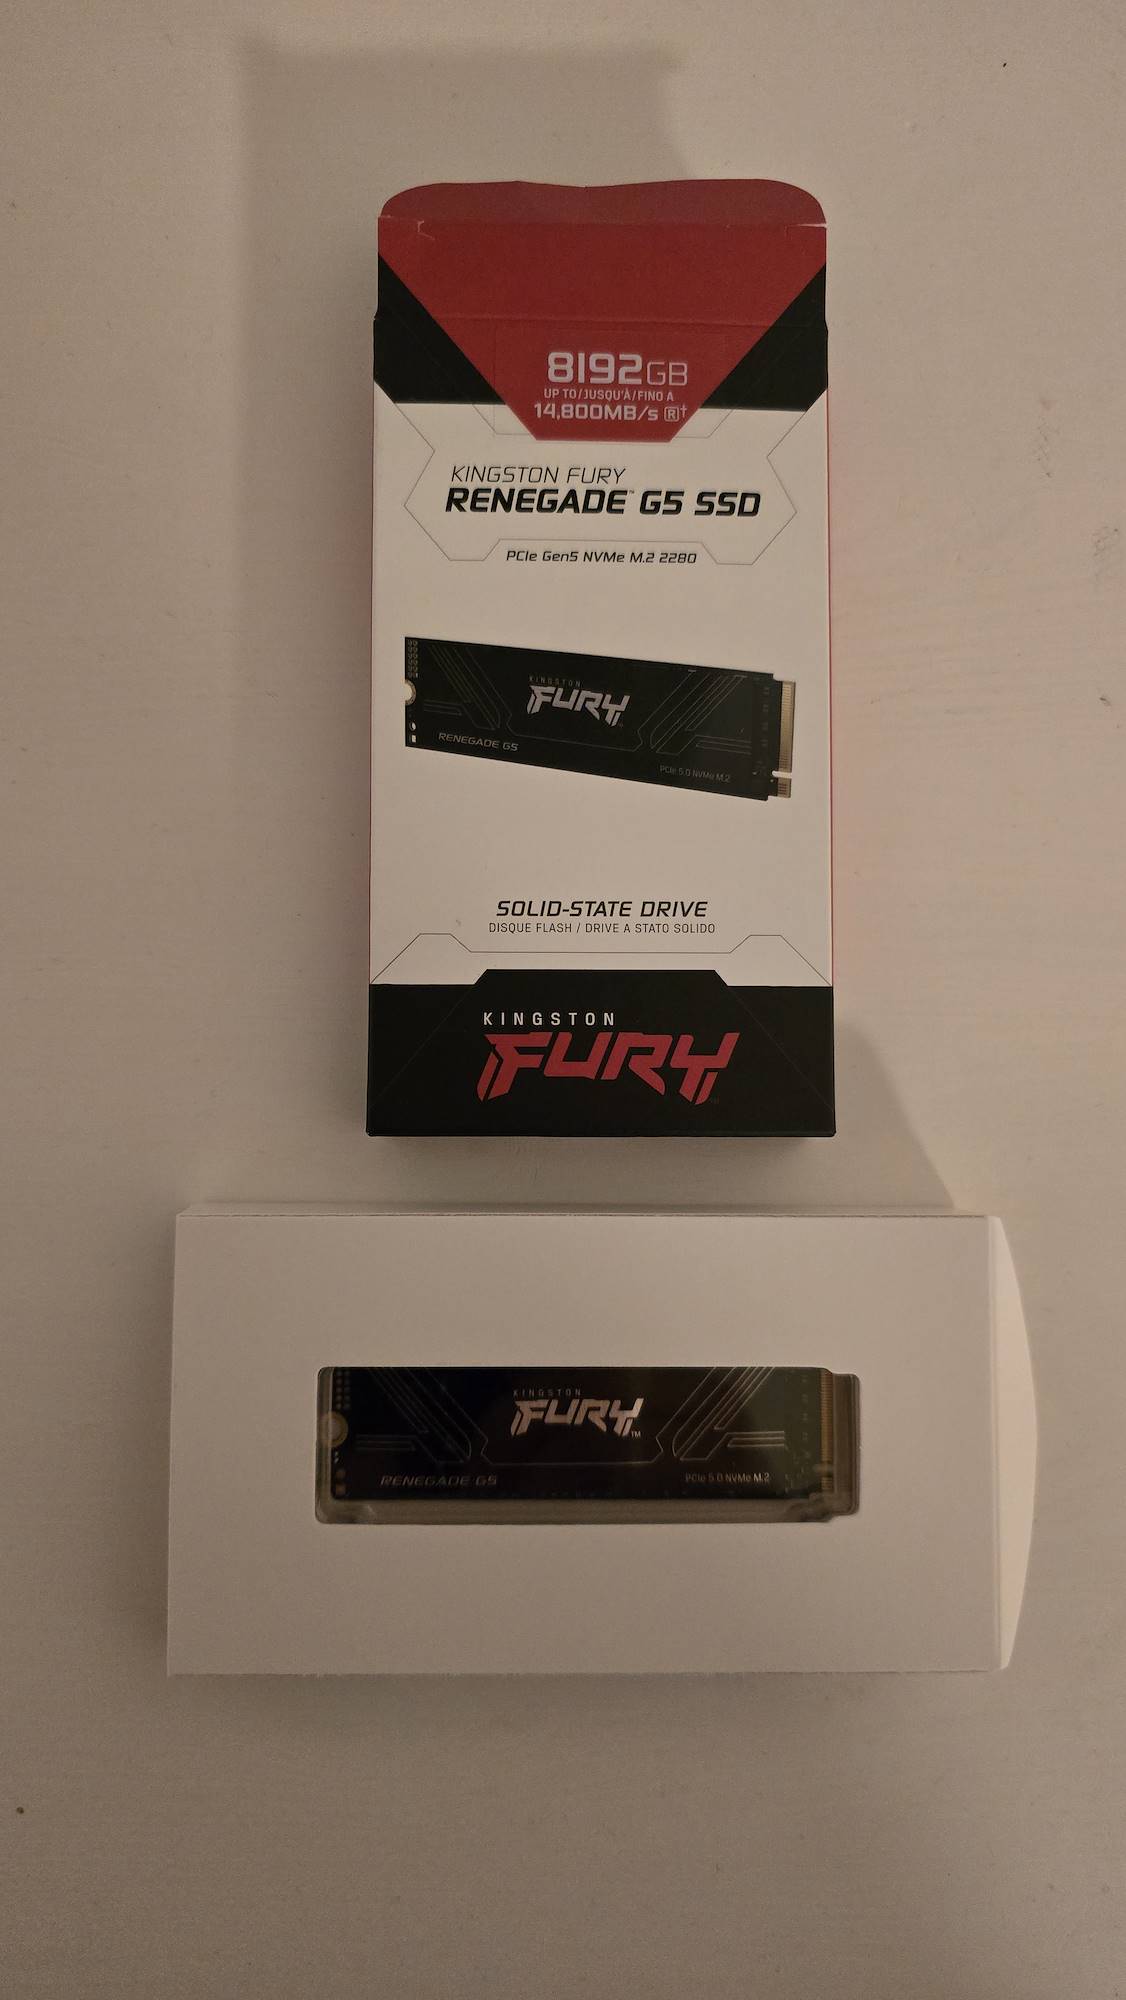 8192GB
UP TO/JUSQU'À/FINO A
14,800MB/s R†
KINGSTON FURY
RENEGADE™ G5 SSD
PCIe Gen5 NVMe M.2 2280
KINGSTON
FURY
RENEGADE G5
PCIe 5.0 NVMe M.2
SOLID-STATE DRIVE
DISQUE FLASH / DRIVE A STATO SOLIDO
KINGSTON
FURY
KINGSTON
FURY™
RENEGADE G5
PCIe 5.0 NVMe M.2